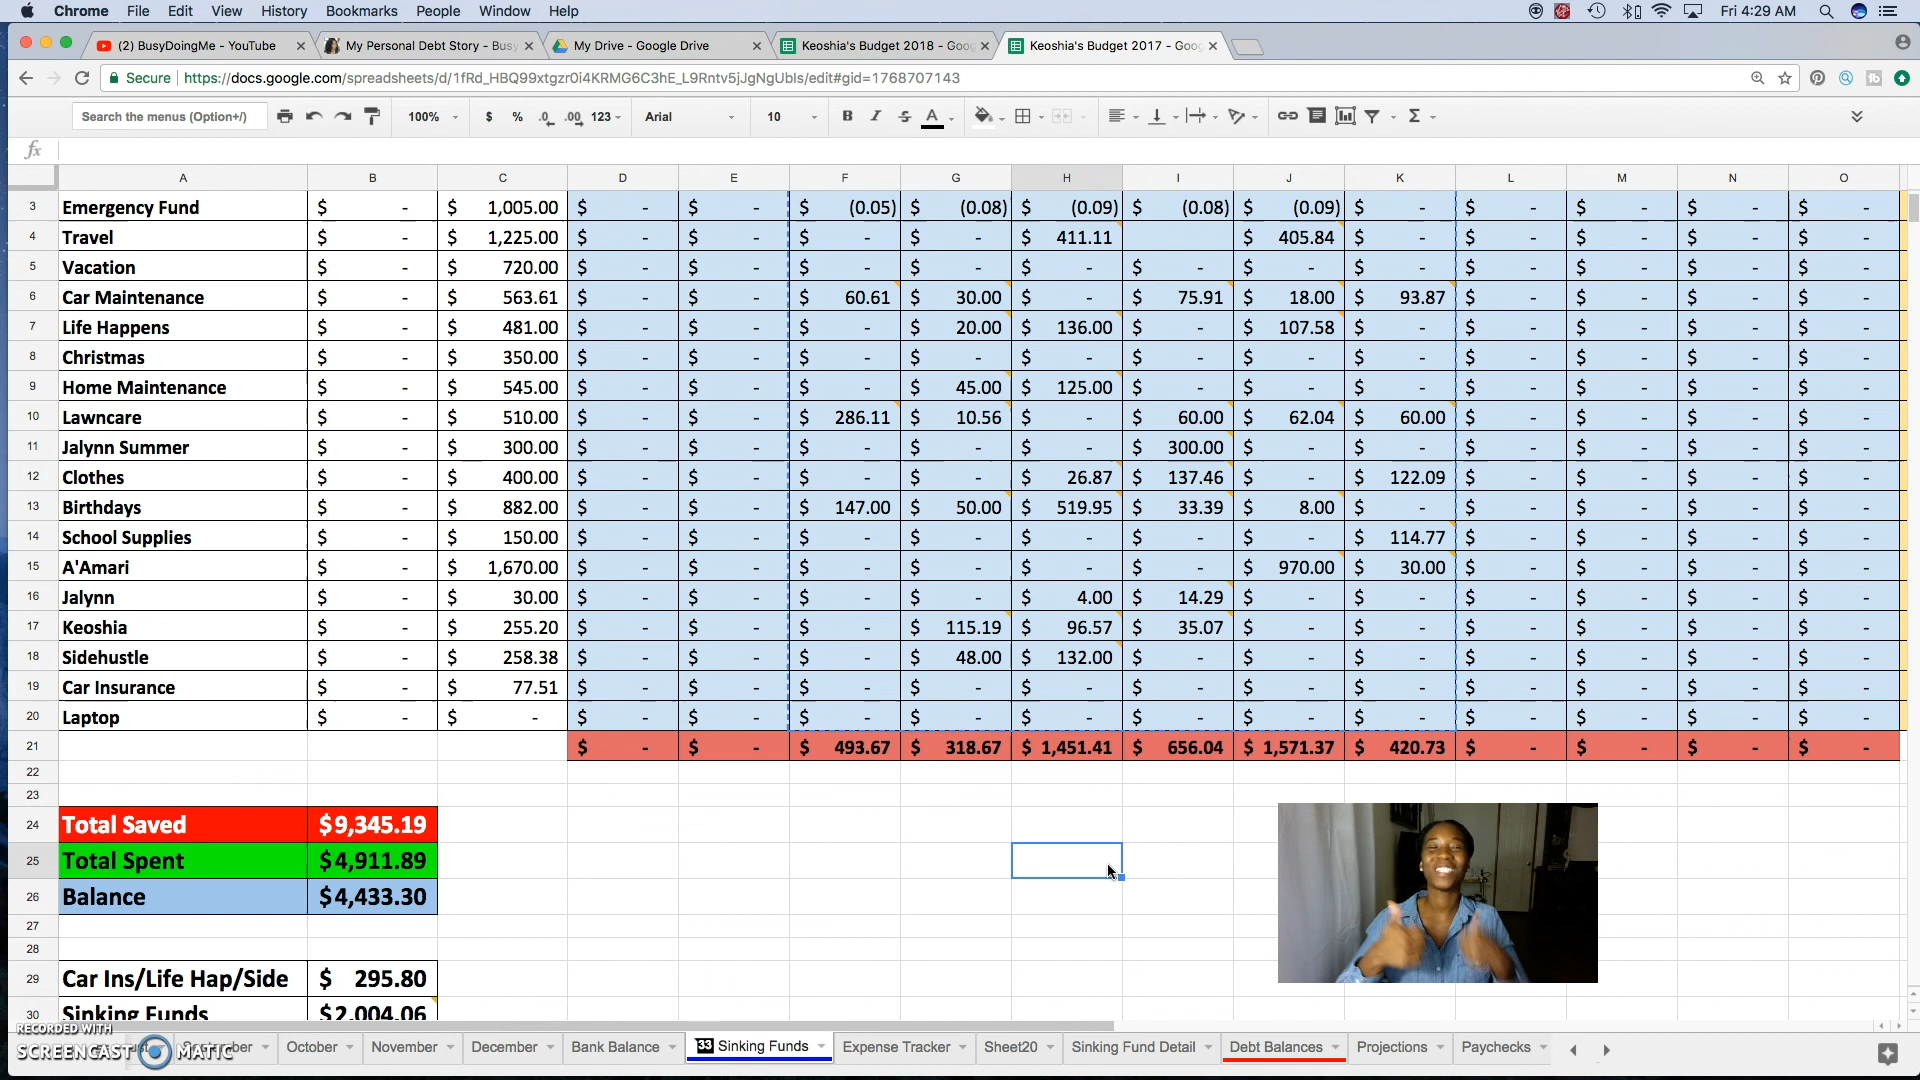 Chrome File Edit View History Bookmarks People Window Help Fri 4:29 AM
(2) BusyDoingMe - YouTube My Personal Debt Story - Busy My Drive - Google Drive Keoshia's Budget 2018 - Goog Keoshia's Budget 2017 - Goog
Secure https://docs.google.com/spreadsheets/d/1fRd_HBQ99xtgzr0i4KRMG6C3hE_L9Rntv5jJgNgUbls/edit#gid=1768707143
Search the menus (Option+/) 100% $ % .0 .00 123 Arial 10 B I S A
fx
A B C D E F G H I J K L M N O
3 Emergency Fund $ - $ 1,005.00 $ - $ - $ (0.05) $ (0.08) $ (0.09) $ (0.08) $ (0.09) $ - $ - $ - $ - $ -
4 Travel $ - $ 1,225.00 $ - $ - $ - $ - $ 411.11 $ 405.84 $ - $ - $ - $ - $ -
5 Vacation $ - $ 720.00 $ - $ - $ - $ - $ - $ - $ - $ - $ - $ - $ - $ -
6 Car Maintenance $ - $ 563.61 $ - $ - $ 60.61 $ 30.00 $ - $ 75.91 $ 18.00 $ 93.87 $ - $ - $ - $ -
7 Life Happens $ - $ 481.00 $ - $ - $ - $ 20.00 $ 136.00 $ - $ 107.58 $ - $ - $ - $ - $ -
8 Christmas $ - $ 350.00 $ - $ - $ - $ - $ - $ - $ - $ - $ - $ - $ - $ -
9 Home Maintenance $ - $ 545.00 $ - $ - $ - $ 45.00 $ 125.00 $ - $ - $ - $ - $ - $ - $ -
10 Lawncare $ - $ 510.00 $ - $ - $ 286.11 $ 10.56 $ - $ 60.00 $ 62.04 $ 60.00 $ - $ - $ - $ -
11 Jalynn Summer $ - $ 300.00 $ - $ - $ - $ - $ - $ 300.00 $ - $ - $ - $ - $ - $ -
12 Clothes $ - $ 400.00 $ - $ - $ - $ - $ 26.87 $ 137.46 $ - $ 122.09 $ - $ - $ - $ -
13 Birthdays $ - $ 882.00 $ - $ - $ 147.00 $ 50.00 $ 519.95 $ 33.39 $ 8.00 $ - $ - $ - $ - $ -
14 School Supplies $ - $ 150.00 $ - $ - $ - $ - $ - $ - $ - $ 114.77 $ - $ - $ - $ -
15 A'Amari $ - $ 1,670.00 $ - $ - $ - $ - $ - $ - $ 970.00 $ 30.00 $ - $ - $ - $ -
16 Jalynn $ - $ 30.00 $ - $ - $ - $ - $ 4.00 $ 14.29 $ - $ - $ - $ - $ - $ -
17 Keoshia $ - $ 255.20 $ - $ - $ - $ 115.19 $ 96.57 $ 35.07 $ - $ - $ - $ - $ - $ -
18 Sidehustle $ - $ 258.38 $ - $ - $ - $ 48.00 $ 132.00 $ - $ - $ - $ - $ - $ - $ -
19 Car Insurance $ - $ 77.51 $ - $ - $ - $ - $ - $ - $ - $ - $ - $ - $ - $ -
20 Laptop $ - $ - $ - $ - $ - $ - $ - $ - $ - $ - $ - $ - $ - $ -
21 $ - $ - $ 493.67 $ 318.67 $ 1,451.41 $ 656.04 $ 1,571.37 $ 420.73 $ - $ - $ - $ -
22
23
24 Total Saved $9,345.19
25 Total Spent $4,911.89
26 Balance $4,433.30
27
28
29 Car Ins/Life Hap/Side $ 295.80
30 Sinking Funds $2,004.06
RECORDED WITH
SCREENCAST MATIC
October November December Bank Balance 33 Sinking Funds Expense Tracker Sheet20 Sinking Fund Detail Debt Balances Projections Paychecks